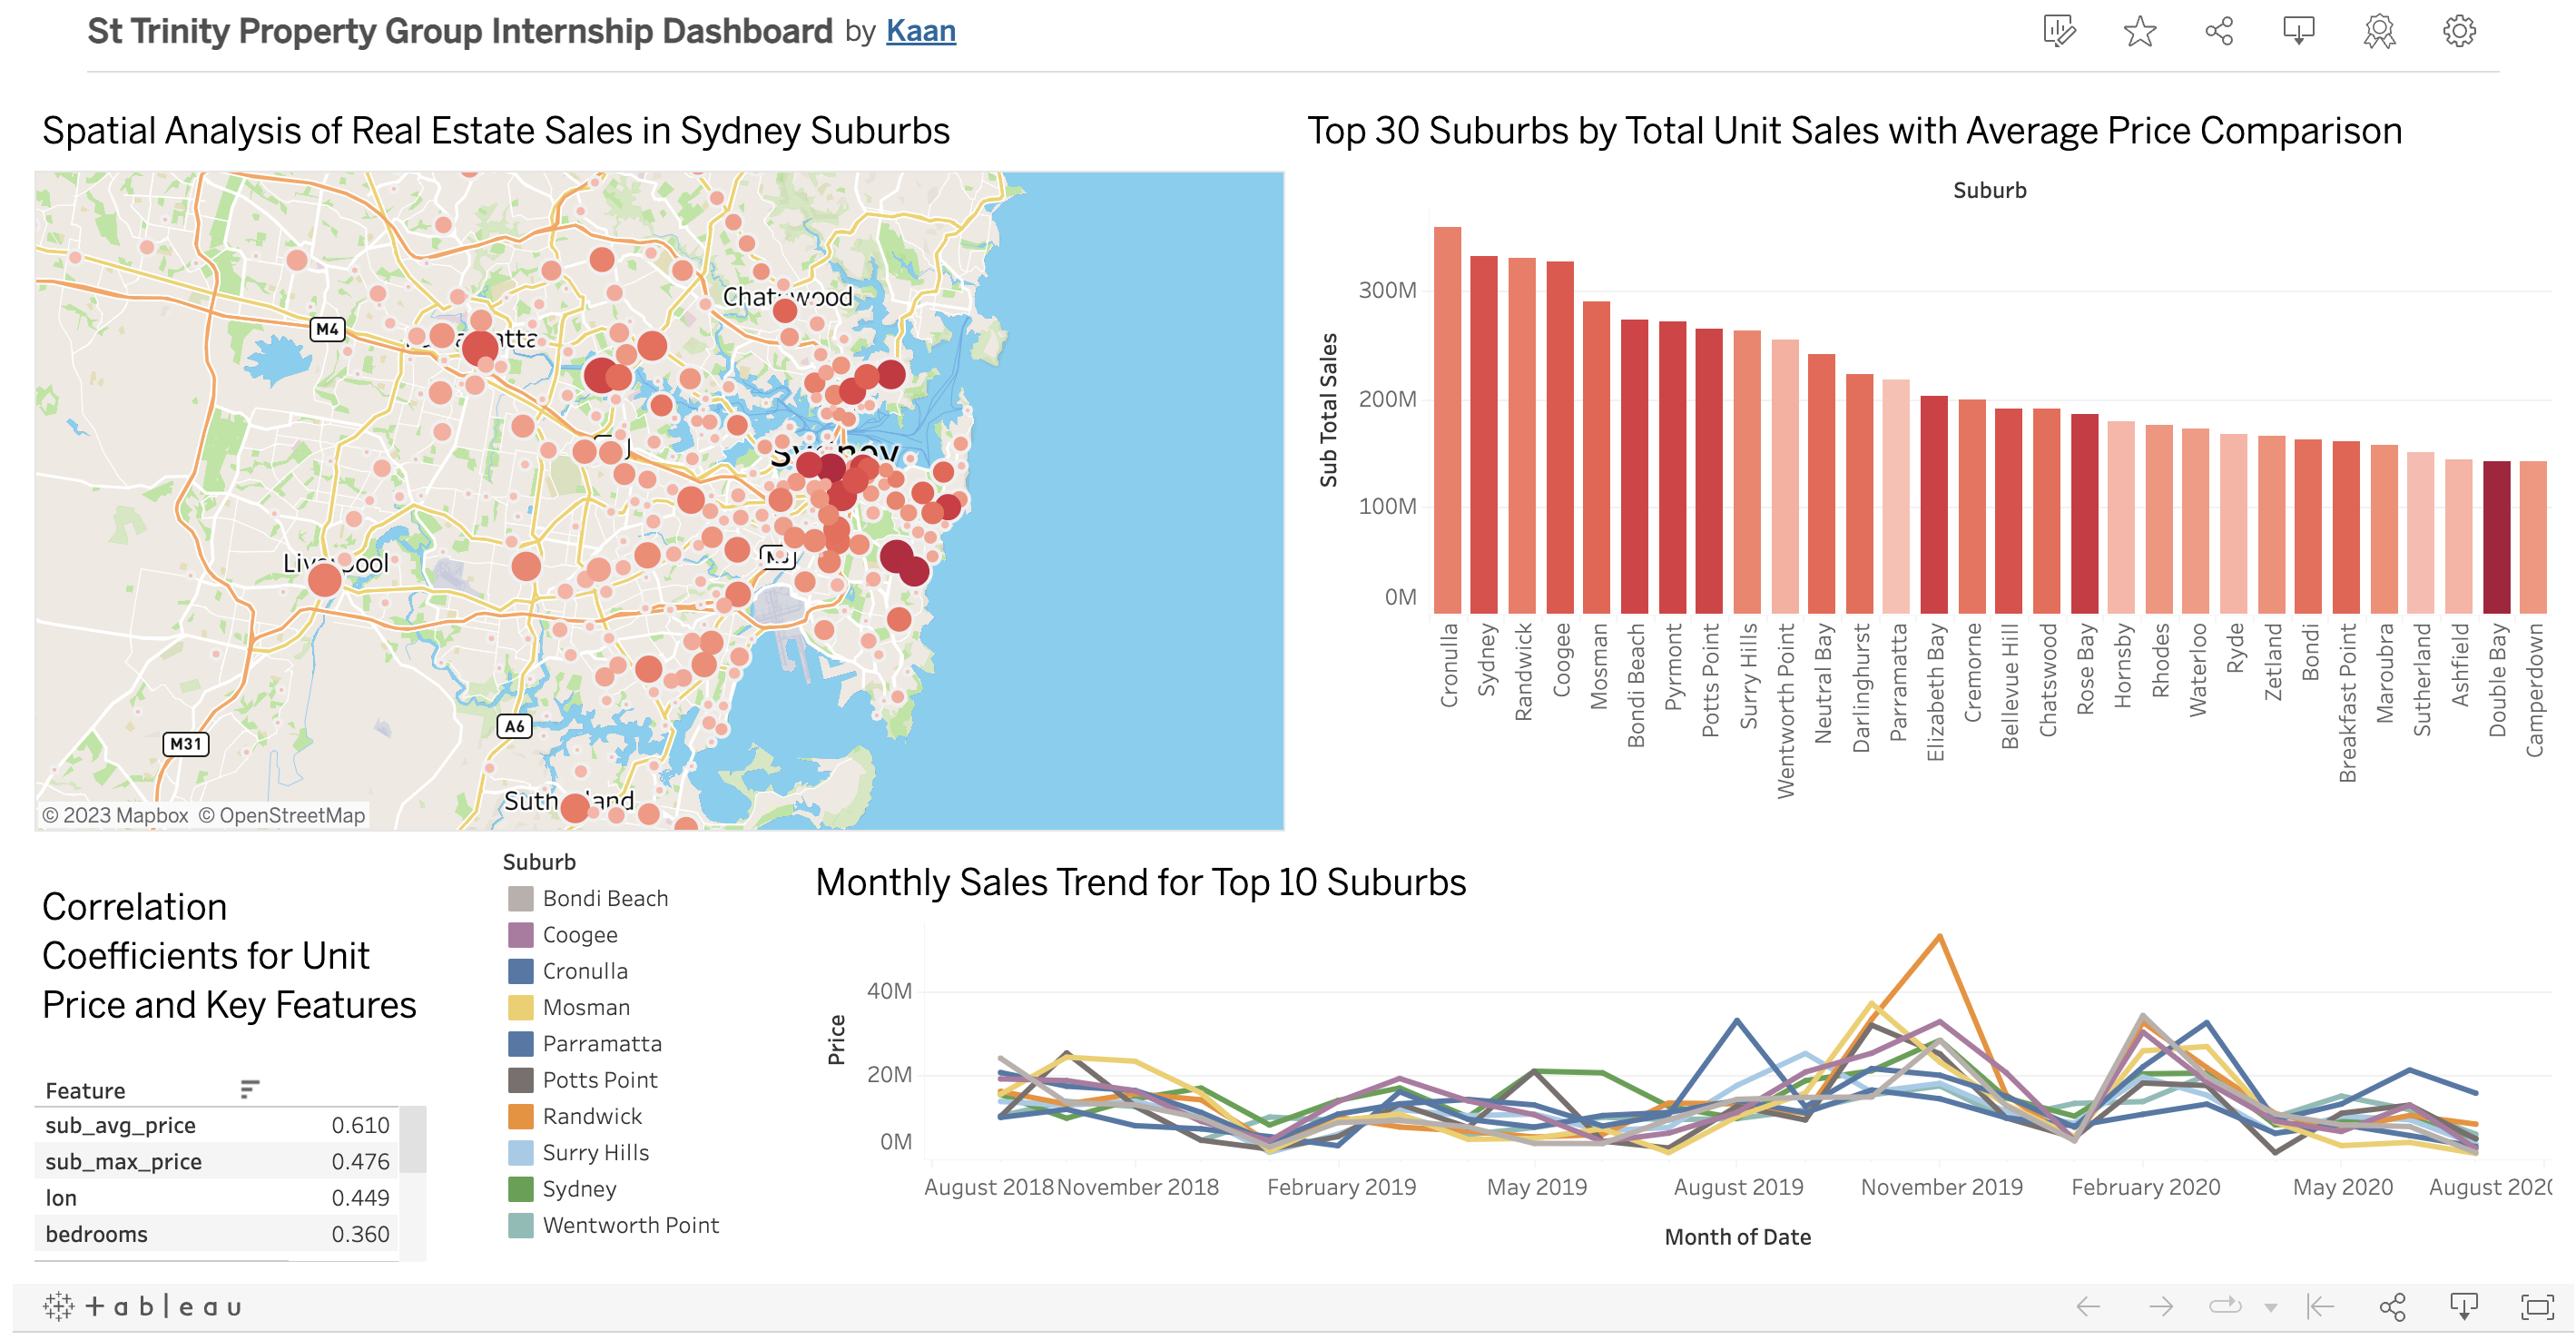 St Trinity Property Group Internship Dashboard by Kaan
Spatial Analysis of Real Estate Sales in Sydney Suburbs
Chatswood
M4
Sydney
M31
A6
© 2023 Mapbox © OpenStreetMap
Top 30 Suburbs by Total Unit Sales with Average Price Comparison
Suburb
Sub Total Sales
300M
200M
100M
0M
Cronulla
Sydney
Randwick
Coogee
Mosman
Bondi Beach
Pyrmont
Potts Point
Surry Hills
Wentworth Point
Neutral Bay
Darlinghurst
Parramatta
Elizabeth Bay
Cremorne
Bellevue Hill
Chatswood
Rose Bay
Hornsby
Rhodes
Waterloo
Ryde
Zetland
Bondi
Breakfast Point
Maroubra
Sutherland
Ashfield
Double Bay
Camperdown
Correlation
Coefficients for Unit
Price and Key Features
Feature
sub_avg_price 0.610
sub_max_price 0.476
lon 0.449
bedrooms 0.360
Suburb
Bondi Beach
Coogee
Cronulla
Mosman
Parramatta
Potts Point
Randwick
Surry Hills
Sydney
Wentworth Point
Monthly Sales Trend for Top 10 Suburbs
Price
40M
20M
0M
August 2018 November 2018 February 2019 May 2019 August 2019 November 2019 February 2020 May 2020 August 2020
Month of Date
+ a b | e a u